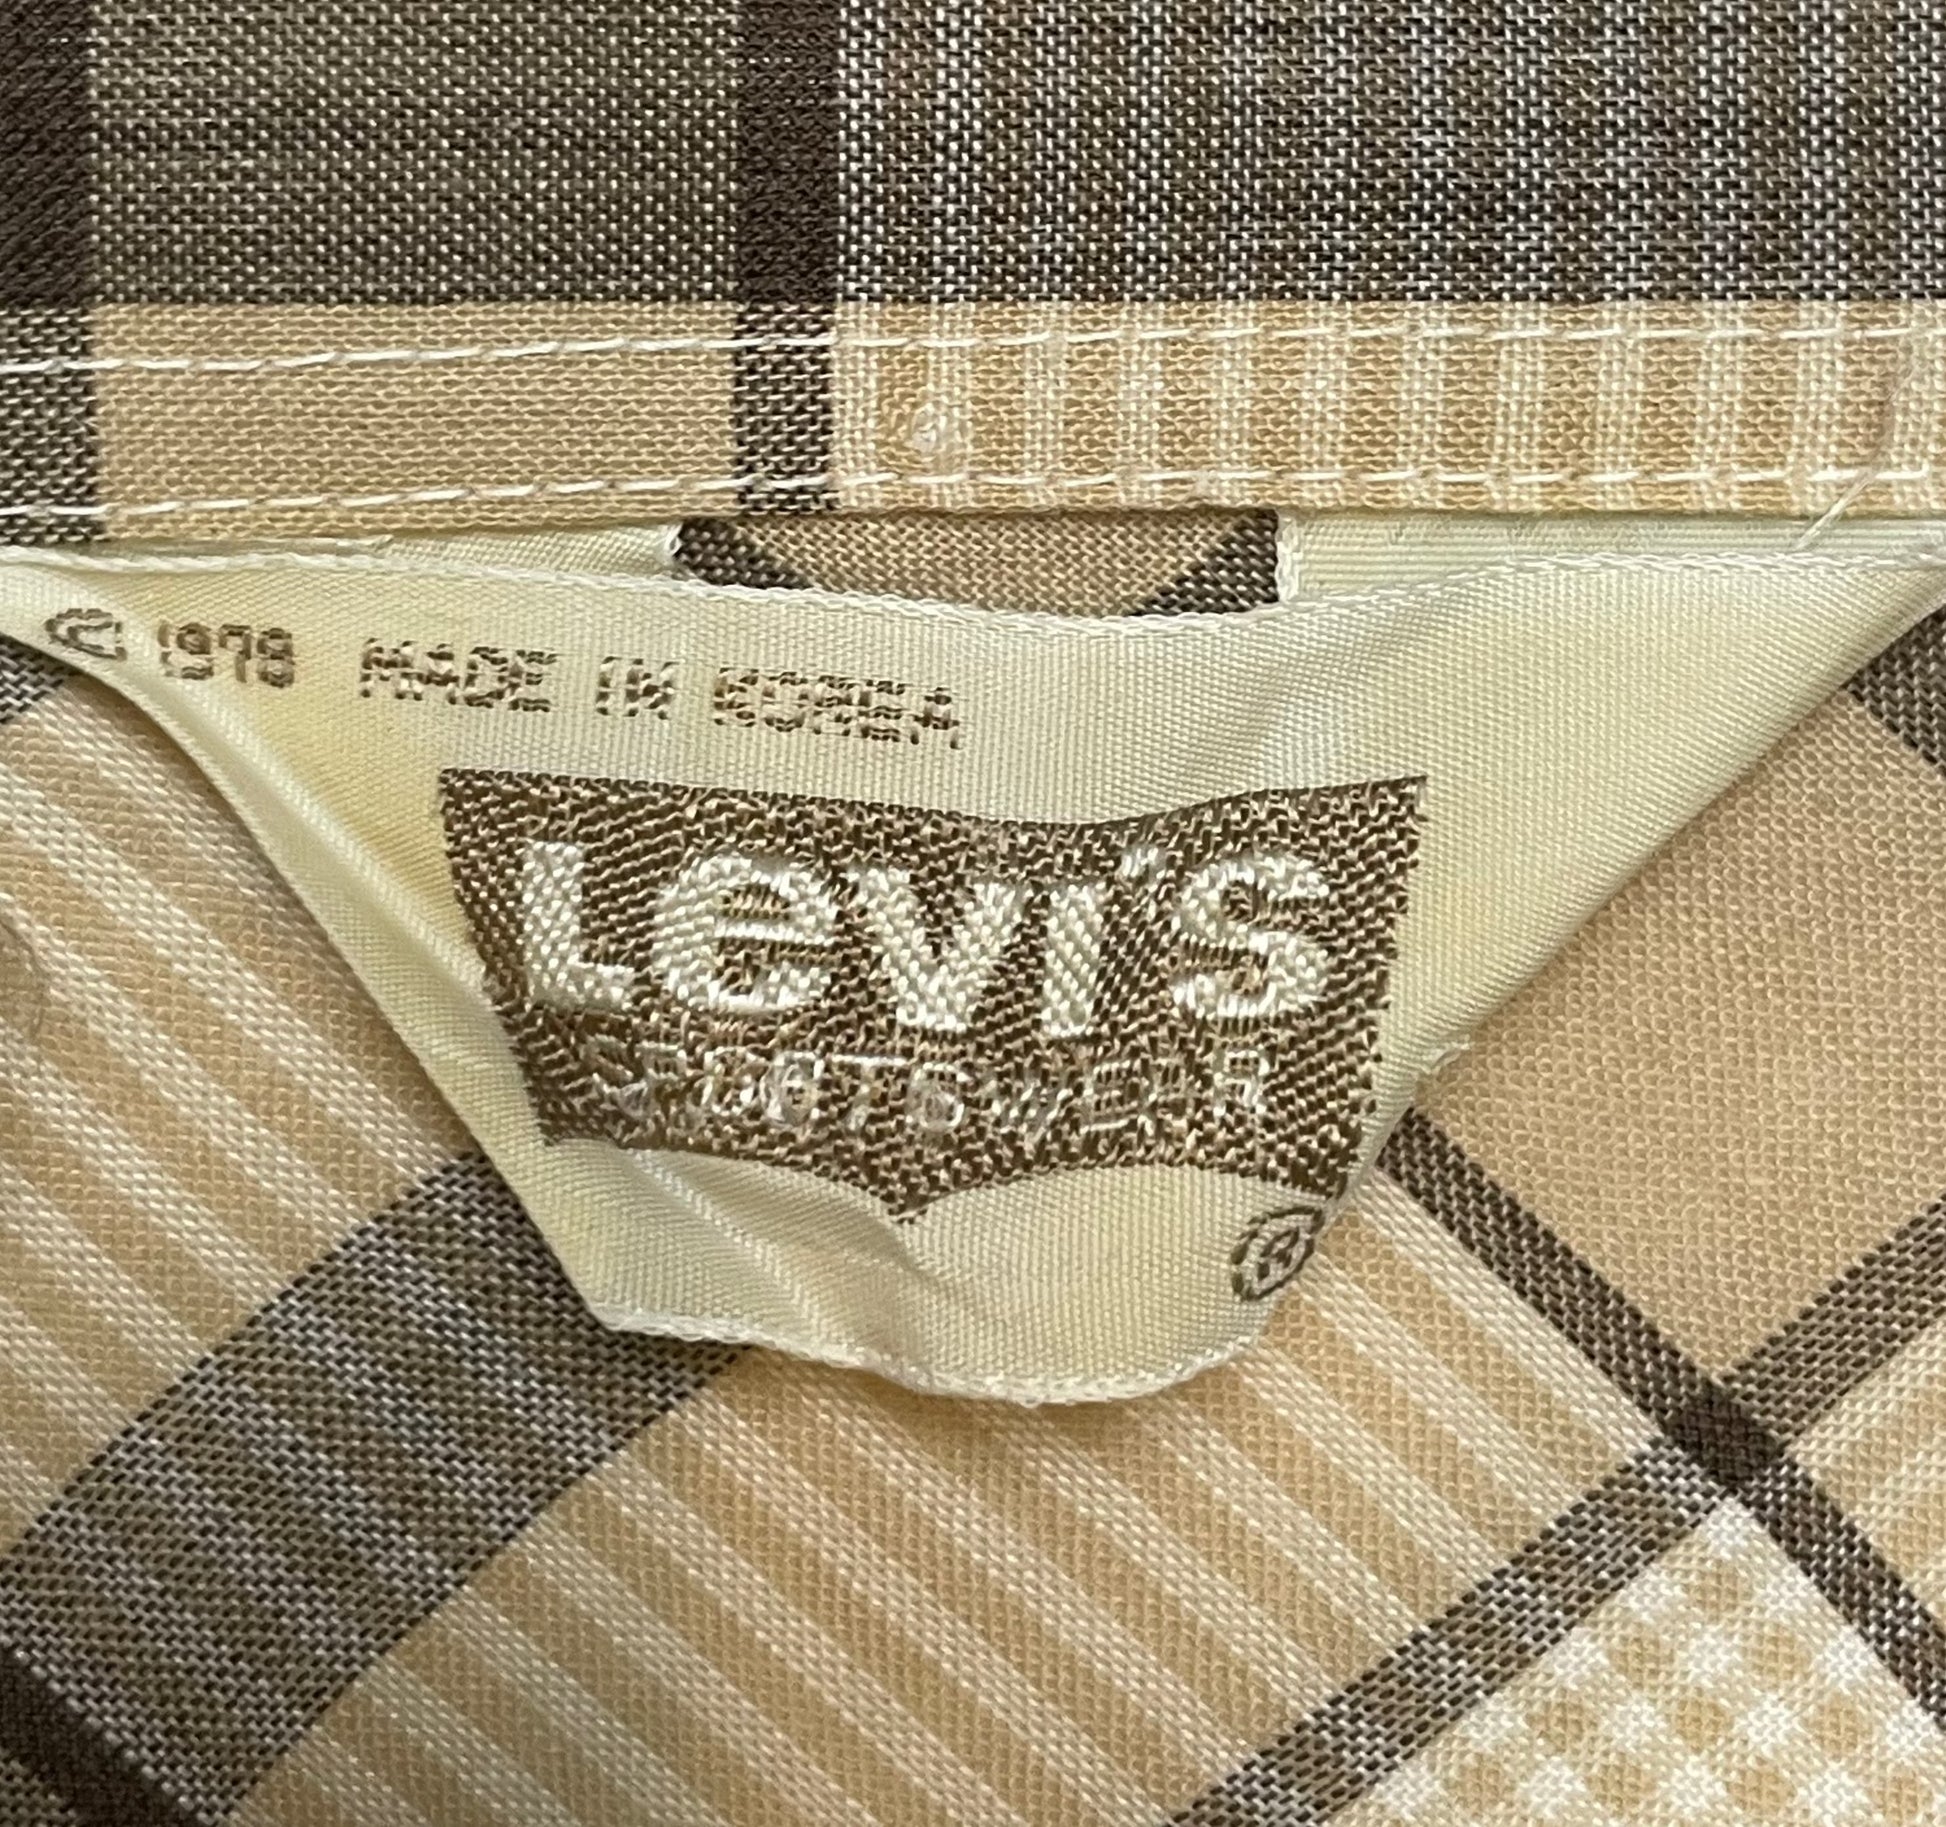 © 1978 MADE IN KOREA
Levi's
SPORTSWEAR
®